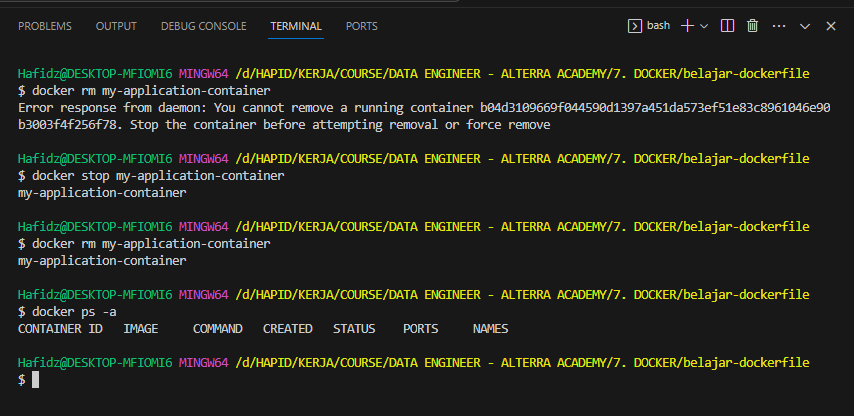 PROBLEMS OUTPUT DEBUG CONSOLE TERMINAL PORTS bash
Hafidz@DESKTOP-MFIOMI6 MINGW64 /d/HAPID/KERJA/COURSE/DATA ENGINEER - ALTERRA ACADEMY/7. DOCKER/belajar-dockerfile
$ docker rm my-application-container
Error response from daemon: You cannot remove a running container b04d3109669f044590d1397a451da573ef51e83c8961046e90
b3003f4f256f78. Stop the container before attempting removal or force remove
Hafidz@DESKTOP-MFIOMI6 MINGW64 /d/HAPID/KERJA/COURSE/DATA ENGINEER - ALTERRA ACADEMY/7. DOCKER/belajar-dockerfile
$ docker stop my-application-container
my-application-container
Hafidz@DESKTOP-MFIOMI6 MINGW64 /d/HAPID/KERJA/COURSE/DATA ENGINEER - ALTERRA ACADEMY/7. DOCKER/belajar-dockerfile
$ docker rm my-application-container
my-application-container
Hafidz@DESKTOP-MFIOMI6 MINGW64 /d/HAPID/KERJA/COURSE/DATA ENGINEER - ALTERRA ACADEMY/7. DOCKER/belajar-dockerfile
$ docker ps -a
CONTAINER ID IMAGE COMMAND CREATED STATUS PORTS NAMES
Hafidz@DESKTOP-MFIOMI6 MINGW64 /d/HAPID/KERJA/COURSE/DATA ENGINEER - ALTERRA ACADEMY/7. DOCKER/belajar-dockerfile
$